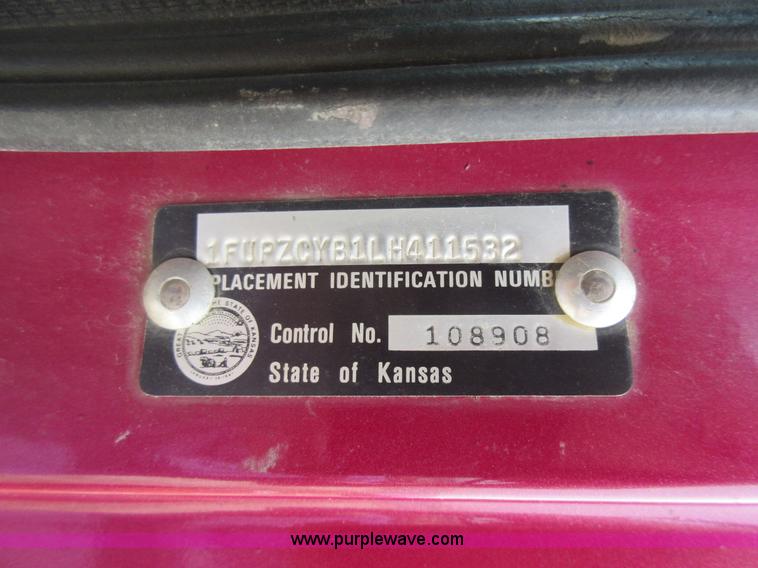 1FUPZCYB1LH411532
PLACEMENT IDENTIFICATION NUMB
Control No. 108908
State of Kansas
www.purplewave.com